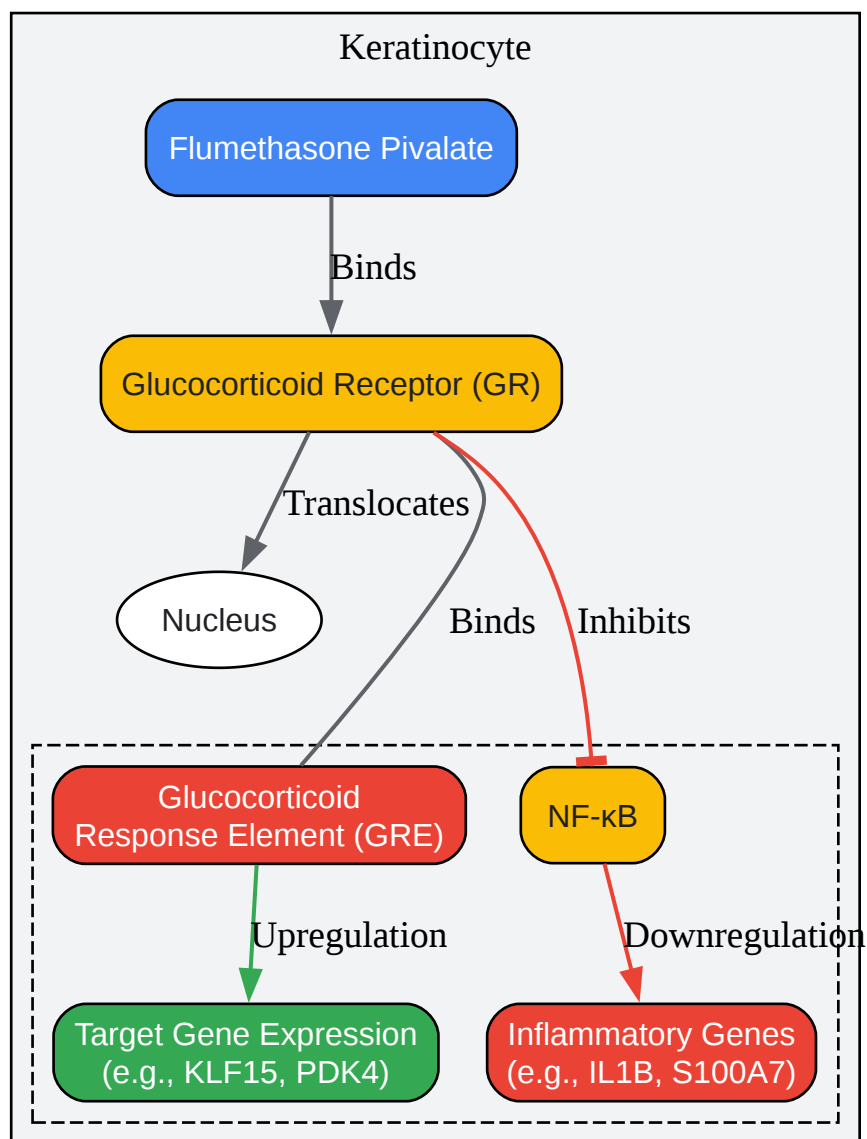 Keratinocyte
Flumethasone Pivalate
Binds
Glucocorticoid Receptor (GR)
Translocates
Nucleus
Binds
Inhibits
Glucocorticoid
Response Element (GRE)
NF-κB
Upregulation
Downregulation
Target Gene Expression
(e.g., KLF15, PDK4)
Inflammatory Genes
(e.g., IL1B, S100A7)